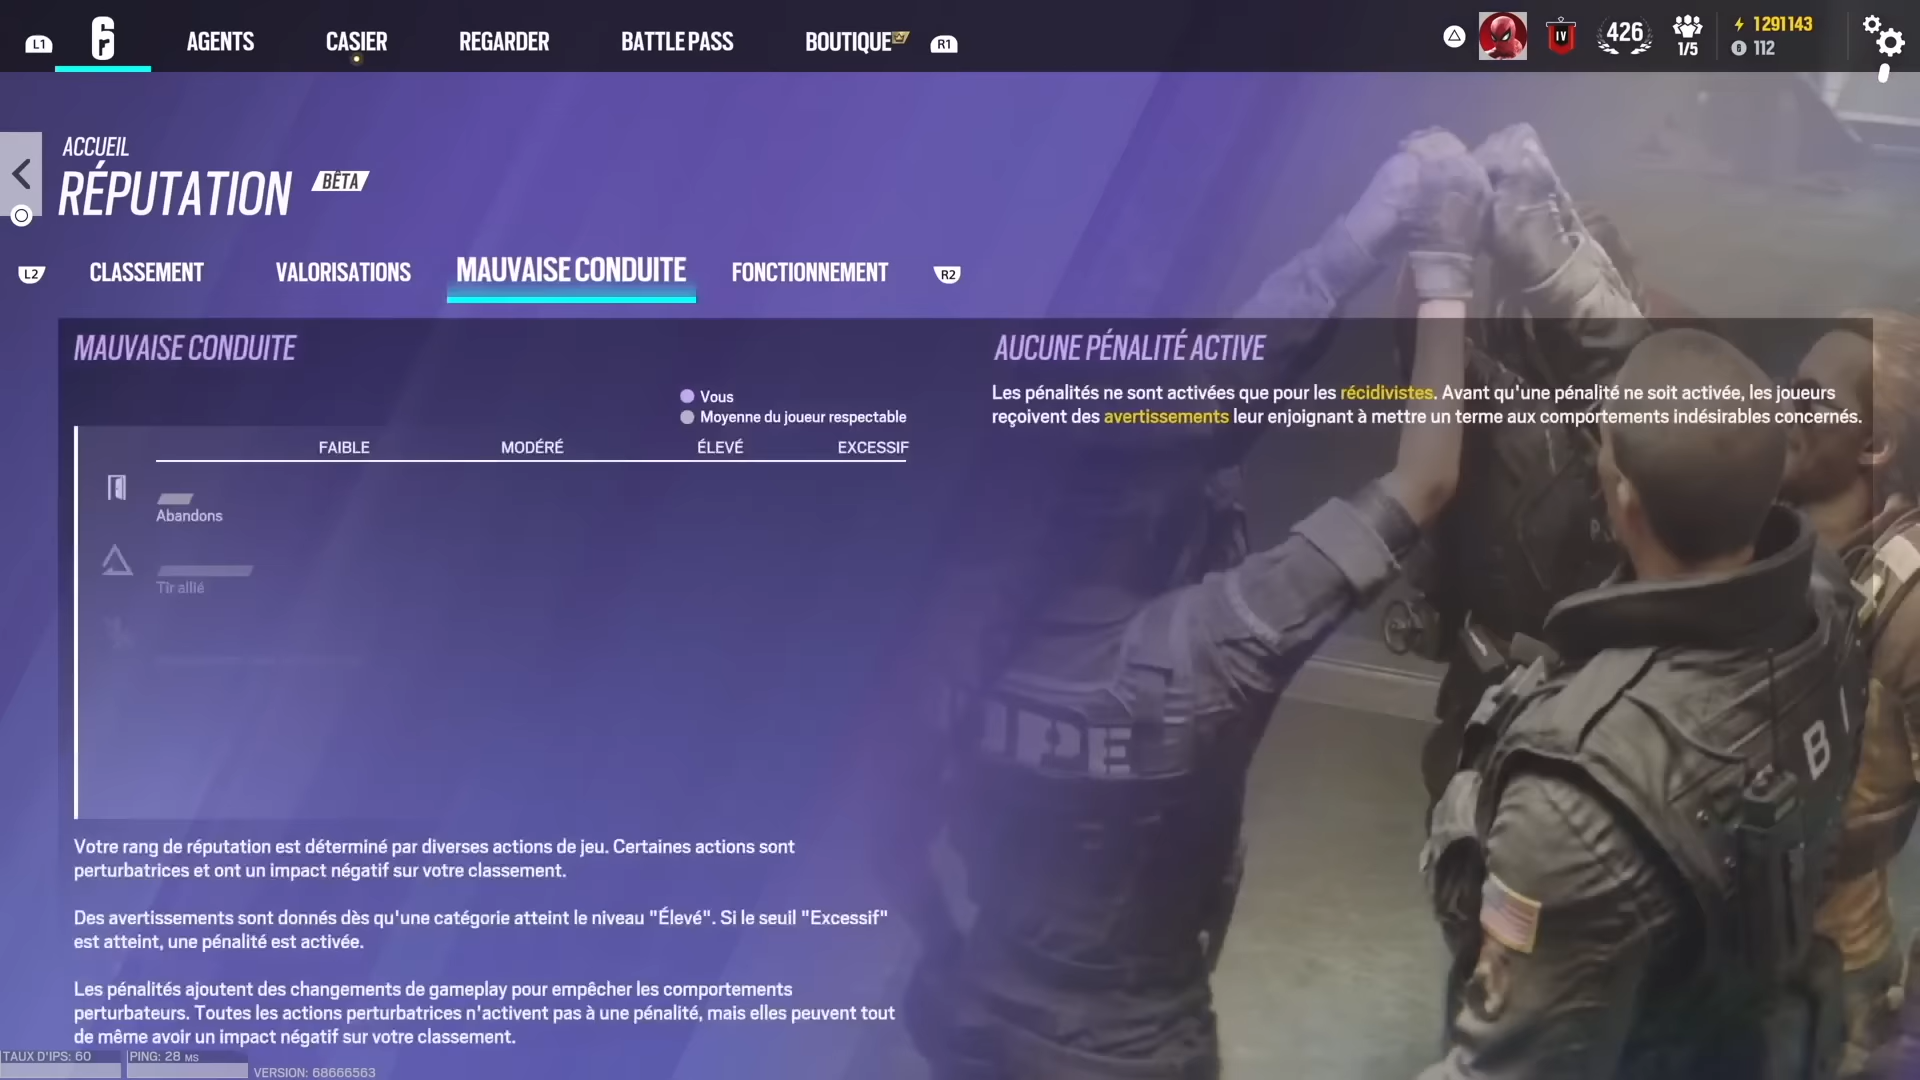 L1
AGENTS
CASIER
REGARDER
BATTLE PASS
BOUTIQUE
R1
IV
426
1/5
1291143
112
ACCUEIL
RÉPUTATION
BÊTA
L2
CLASSEMENT
VALORISATIONS
MAUVAISE CONDUITE
FONCTIONNEMENT
R2
MAUVAISE CONDUITE
Vous
Moyenne du joueur respectable
FAIBLE
MODÉRÉ
ÉLEVÉ
EXCESSIF
Abandons
Tir allié
Votre rang de réputation est déterminé par diverses actions de jeu. Certaines actions sont
perturbatrices et ont un impact négatif sur votre classement.
Des avertissements sont donnés dès qu'une catégorie atteint le niveau "Élevé". Si le seuil "Excessif"
est atteint, une pénalité est activée.
Les pénalités ajoutent des changements de gameplay pour empêcher les comportements
perturbateurs. Toutes les actions perturbatrices n'activent pas à une pénalité, mais elles peuvent tout
de même avoir un impact négatif sur votre classement.
AUCUNE PÉNALITÉ ACTIVE
Les pénalités ne sont activées que pour les récidivistes. Avant qu'une pénalité ne soit activée, les joueurs
reçoivent des avertissements leur enjoignant à mettre un terme aux comportements indésirables concernés.
TAUX D'IPS: 60
PING: 28 MS
VERSION: 68666563